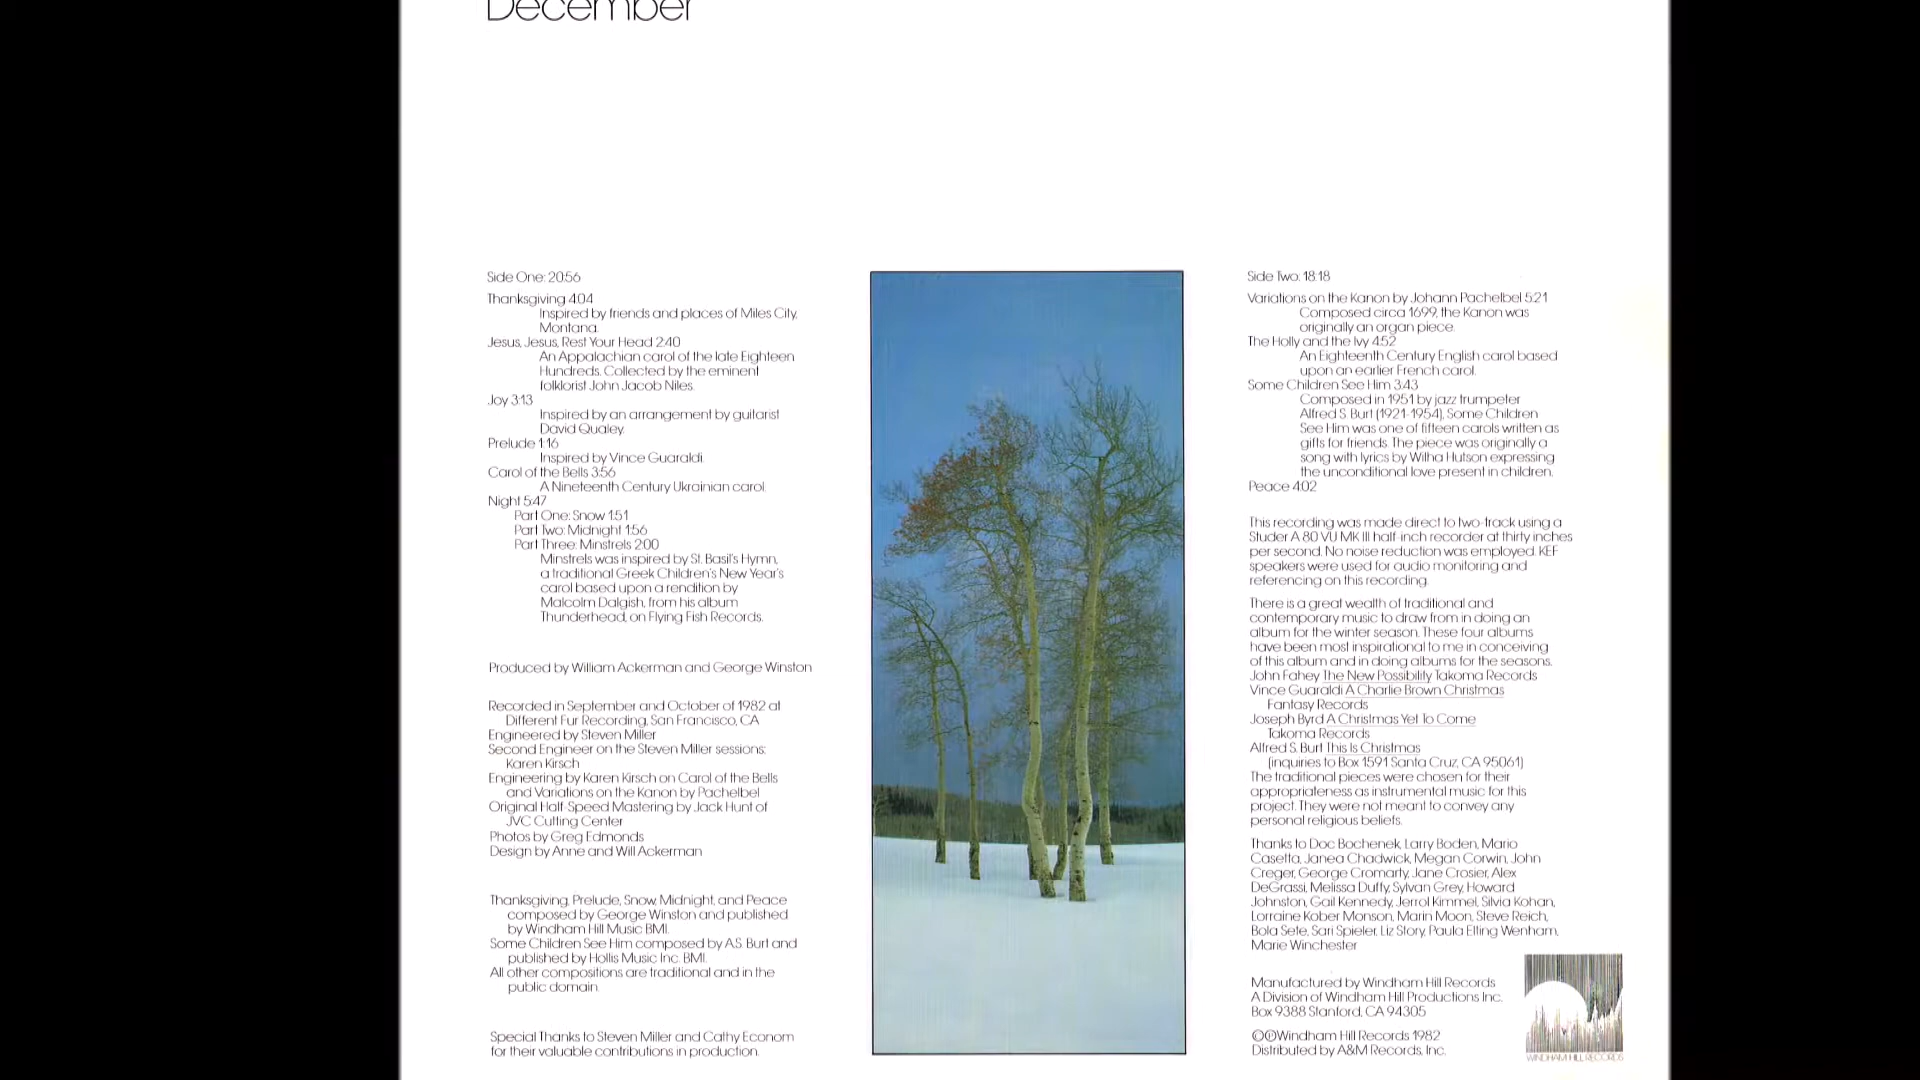 December
Side One: 20:56
Thanksgiving 4:04
Inspired by friends and places of Miles City,
Montana.
Jesus, Jesus, Rest Your Head 2:40
An Appalachian carol of the late Eighteen
Hundreds. Collected by the eminent
folklorist John Jacob Niles.
Joy 3:13
Inspired by an arrangement by guitarist
David Qualey.
Prelude 1:16
Inspired by Vince Guaraldi.
Carol of the Bells 3:56
A Nineteenth Century Ukrainian carol.
Night 5:47
Part One: Snow 1:51
Part Two: Midnight 1:56
Part Three: Minstrels 2:00
Minstrels was inspired by St. Basil's Hymn,
a traditional Greek Children's New Year's
carol based upon a rendition by
Malcolm Dalgish, from his album
Thunderhead, on Flying Fish Records.
Produced by William Ackerman and George Winston
Recorded in September and October of 1982 at
Different Fur Recording, San Francisco, CA
Engineered by Steven Miller
Second Engineer on the Steven Miller sessions:
Karen Kirsch
Engineering by Karen Kirsch on Carol of the Bells
and Variations on the Kanon by Pachelbel
Original Half-Speed Mastering by Jack Hunt of
JVC Cutting Center
Photos by Greg Edmonds
Design by Anne and Will Ackerman
Thanksgiving, Prelude, Snow, Midnight, and Peace
composed by George Winston and published
by Windham Hill Music BMI.
Some Children See Him composed by A.S. Burt and
published by Hollis Music Inc. BMI.
All other compositions are traditional and in the
public domain.
Special Thanks to Steven Miller and Cathy Econom
for their valuable contributions in production.
Side Two: 18:18
Variations on the Kanon by Johann Pachelbel 5:21
Composed circa 1699, the Kanon was
originally an organ piece.
The Holly and the Ivy 4:52
An Eighteenth Century English carol based
upon an earlier French carol.
Some Children See Him 3:43
Composed in 1951 by jazz trumpeter
Alfred S. Burt (1921-1954), Some Children
See Him was one of fifteen carols written as
gifts for friends. The piece was originally a
song with lyrics by Wilha Hutson expressing
the unconditional love present in children.
Peace 4:02
This recording was made direct to two-track using a
Studer A 80 VU MK III half-inch recorder at thirty inches
per second. No noise reduction was employed. KEF
speakers were used for audio monitoring and
referencing on this recording.
There is a great wealth of traditional and
contemporary music to draw from in doing an
album for the winter season. These four albums
have been most inspirational to me in conceiving
of this album and in doing albums for the seasons.
John Fahey The New Possibility Takoma Records
Vince Guaraldi A Charlie Brown Christmas
Fantasy Records
Joseph Byrd A Christmas Yet To Come
Takoma Records
Alfred S. Burt This Is Christmas
(inquiries to Box 1591 Santa Cruz, CA 95061)
The traditional pieces were chosen for their
appropriateness as instrumental music for this
project. They were not meant to convey any
personal religious beliefs.
Thanks to Doc Bochenek, Larry Boden, Mario
Casetta, Janea Chadwick, Megan Corwin, John
Creger, George Cromarty, Jane Crosier, Alex
DeGrassi, Melissa Duffy, Sylvan Grey, Howard
Johnston, Gail Kennedy, Jerrol Kimmel, Silvia Kohan,
Lorraine Kober Monson, Marin Moon, Steve Reich,
Bola Sete, Sari Spieler, Liz Story, Paula Elting Wenham,
Marie Winchester
Manufactured by Windham Hill Records
A Division of Windham Hill Productions Inc.
Box 9388 Stanford, CA 94305
©℗Windham Hill Records 1982
Distributed by A&M Records, Inc.
WINDHAM HILL RECORDS